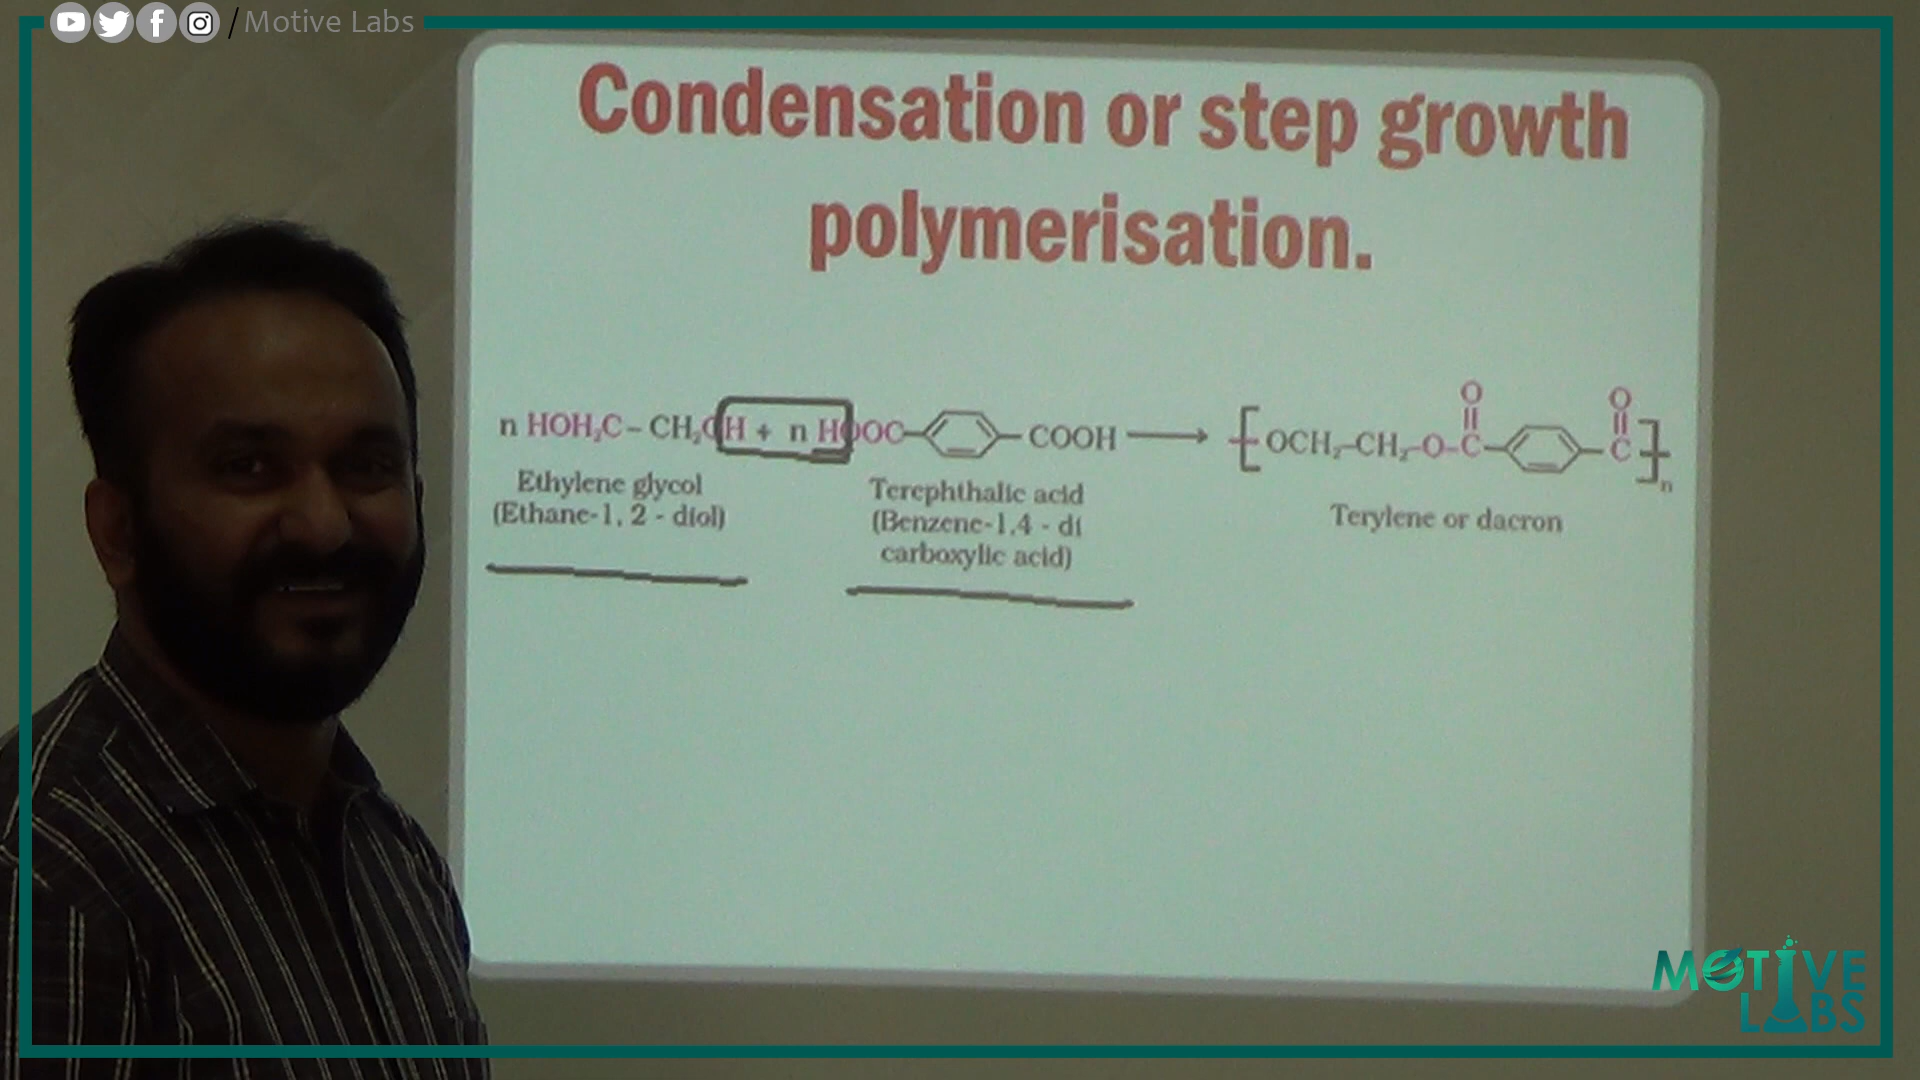 / Motive Labs
Condensation or step growth
polymerisation.
n HOH₂C – CH₂OH + n HOOC COOH
Ethylene glycol
(Ethane-1, 2 - diol)
Terephthalic acid
(Benzene-1,4 - di
carboxylic acid)
[OCH₂–CH₂–O–C C]n
O O
Terylene or dacron
MOTIVE
LABS